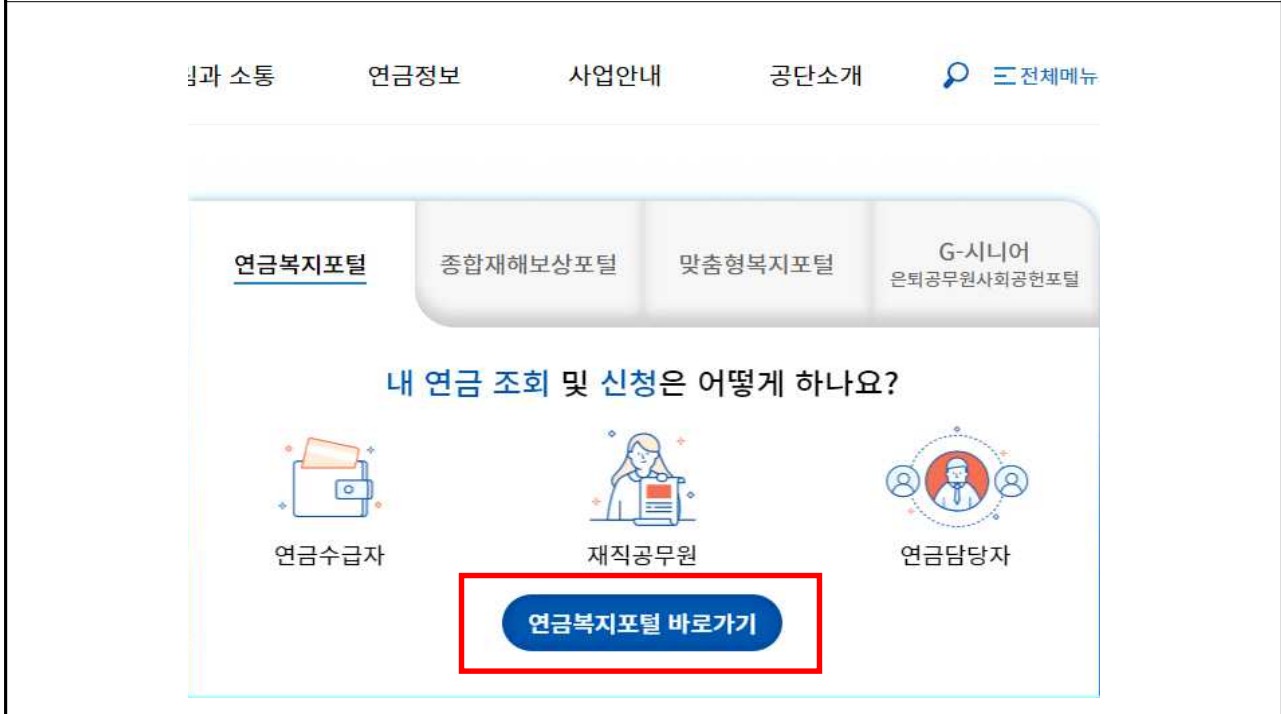 과 소통 연금정보 사업안내 공단소개 전체메뉴
연금복지포털 종합재해보상포털 맞춤형복지포털 G-시니어
은퇴공무원사회공헌포털
내 연금 조회 및 신청은 어떻게 하나요?
연금수급자 재직공무원 연금담당자
연금복지포털 바로가기